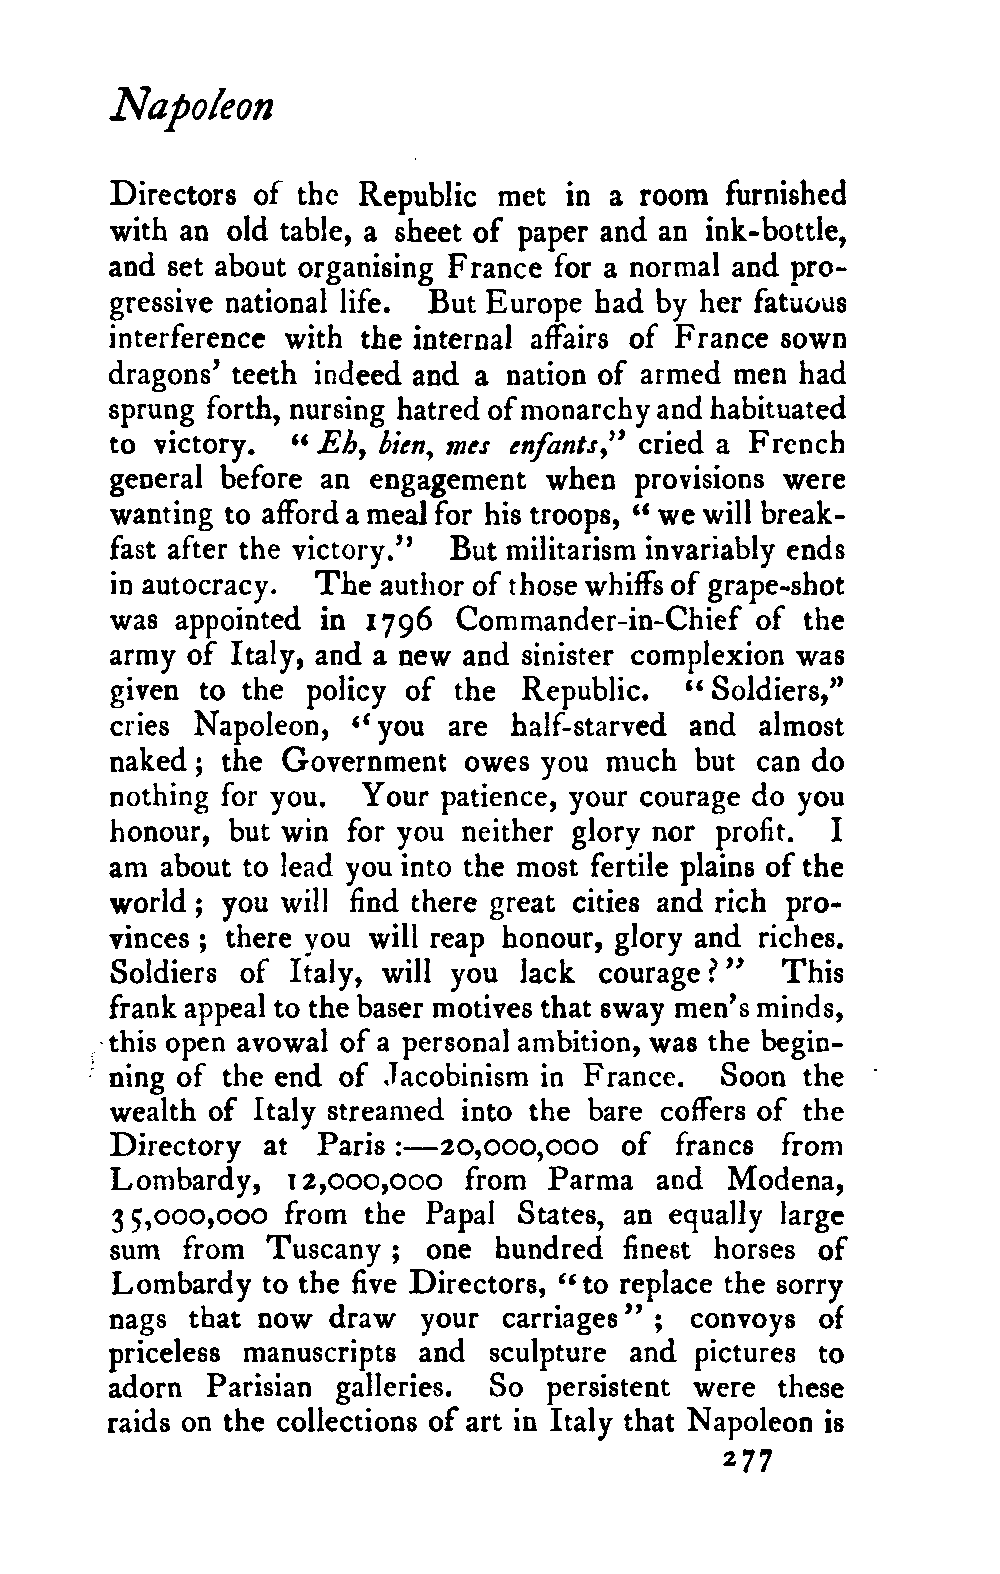 Napoleon
Directors of the Republic met in a room furnished
with an old table, a sheet of paper and an ink-bottle,
and set about organising France for a normal and pro-
gressive national life. But Europe had by her fatuous
interference with the internal affairs of France sown
dragons' teeth indeed and a nation of armed men had
sprung forth, nursing hatred of monarchy and habituated
to victory. "Eh, bien, mes enfants," cried a French
general before an engagement when provisions were
wanting to afford a meal for his troops, "we will break-
fast after the victory." But militarism invariably ends
in autocracy. The author of those whiffs of grape-shot
was appointed in 1796 Commander-in-Chief of the
army of Italy, and a new and sinister complexion was
given to the policy of the Republic. "Soldiers,"
cries Napoleon, "you are half-starved and almost
naked; the Government owes you much but can do
nothing for you. Your patience, your courage do you
honour, but win for you neither glory nor profit. I
am about to lead you into the most fertile plains of the
world; you will find there great cities and rich pro-
vinces; there you will reap honour, glory and riches.
Soldiers of Italy, will you lack courage?" This
frank appeal to the baser motives that sway men's minds,
this open avowal of a personal ambition, was the begin-
ning of the end of Jacobinism in France. Soon the
wealth of Italy streamed into the bare coffers of the
Directory at Paris:—20,000,000 of francs from
Lombardy, 12,000,000 from Parma and Modena,
35,000,000 from the Papal States, an equally large
sum from Tuscany; one hundred finest horses of
Lombardy to the five Directors, "to replace the sorry
nags that now draw your carriages"; convoys of
priceless manuscripts and sculpture and pictures to
adorn Parisian galleries. So persistent were these
raids on the collections of art in Italy that Napoleon is
277